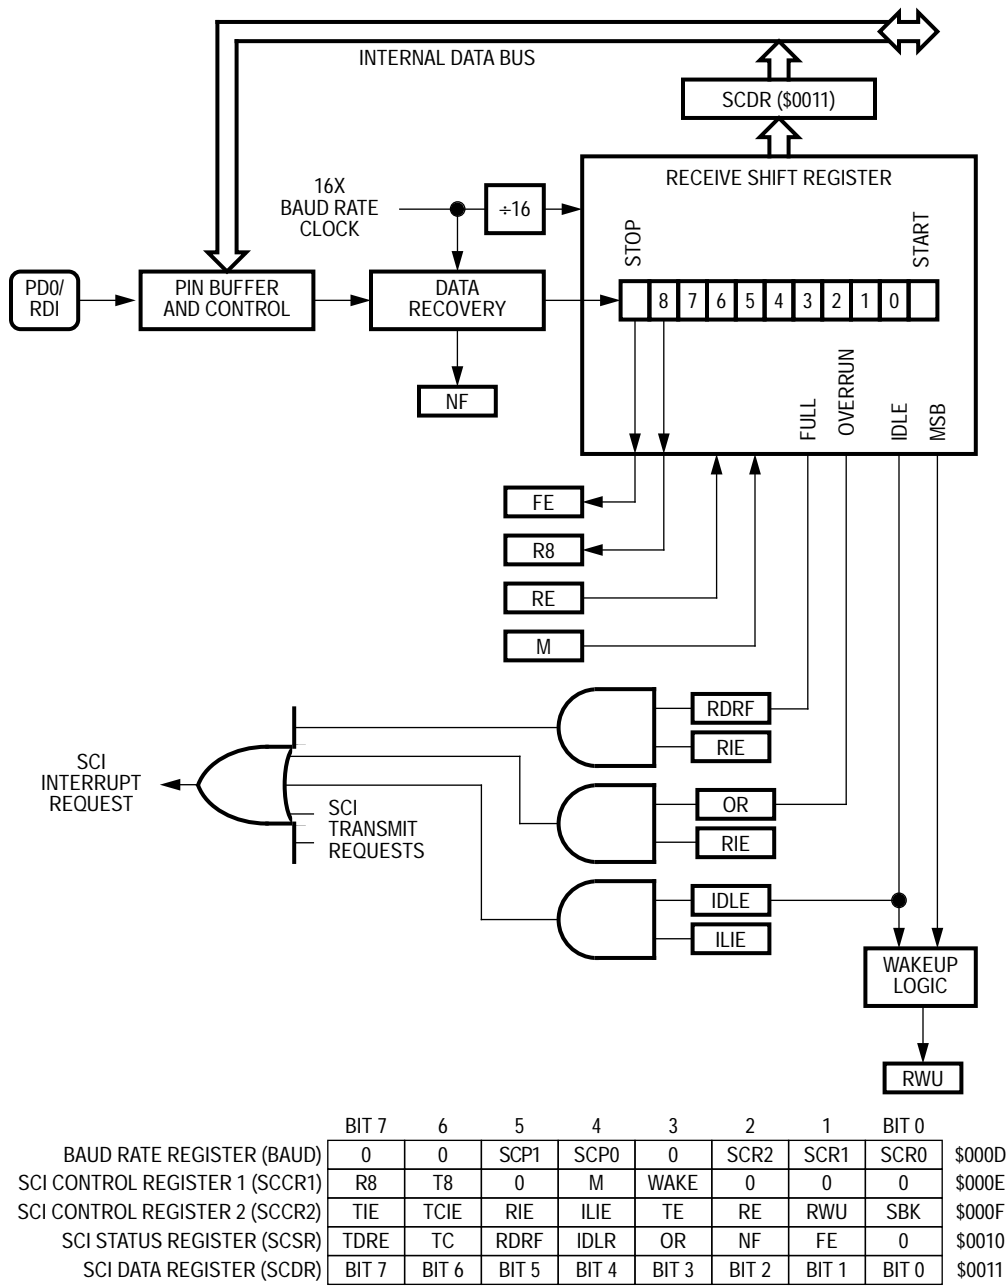 INTERNAL DATA BUS
SCDR ($0011)
RECEIVE SHIFT REGISTER
16X
BAUD RATE
CLOCK
÷16
STOP
START
PD0/
RDI
PIN BUFFER
AND CONTROL
DATA
RECOVERY
8 7 6 5 4 3 2 1 0
NF
FULL
OVERRUN
IDLE
MSB
FE
R8
RE
M
RDRF
RIE
SCI
INTERRUPT
REQUEST
SCI
TRANSMIT
REQUESTS
OR
RIE
IDLE
ILIE
WAKEUP
LOGIC
RWU
BIT 7 6 5 4 3 2 1 BIT 0
BAUD RATE REGISTER (BAUD) 0 0 SCP1 SCP0 0 SCR2 SCR1 SCR0 $000D
SCI CONTROL REGISTER 1 (SCCR1) R8 T8 0 M WAKE 0 0 0 $000E
SCI CONTROL REGISTER 2 (SCCR2) TIE TCIE RIE ILIE TE RE RWU SBK $000F
SCI STATUS REGISTER (SCSR) TDRE TC RDRF IDLR OR NF FE 0 $0010
SCI DATA REGISTER (SCDR) BIT 7 BIT 6 BIT 5 BIT 4 BIT 3 BIT 2 BIT 1 BIT 0 $0011